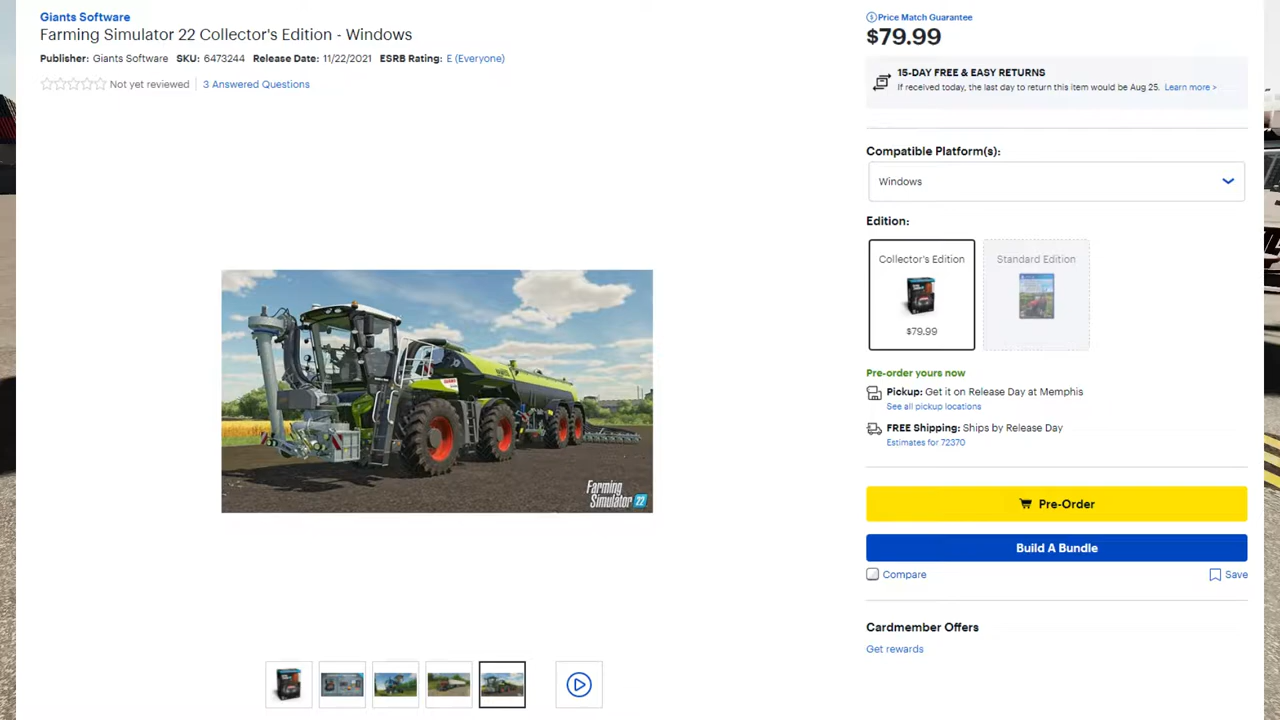 Giants Software
Farming Simulator 22 Collector's Edition - Windows
Publisher: Giants Software SKU: 6473244 Release Date: 11/22/2021 ESRB Rating: E (Everyone)
Not yet reviewed 3 Answered Questions
Farming
Simulator 22
Price Match Guarantee
$79.99
15-DAY FREE & EASY RETURNS
If received today, the last day to return this item would be Aug 25. Learn more >
Compatible Platform(s):
Windows
Edition:
Collector's Edition
$79.99
Standard Edition
Pre-order yours now
Pickup: Get it on Release Day at Memphis
See all pickup locations
FREE Shipping: Ships by Release Day
Estimates for 72370
Pre-Order
Build A Bundle
Compare Save
Cardmember Offers
Get rewards